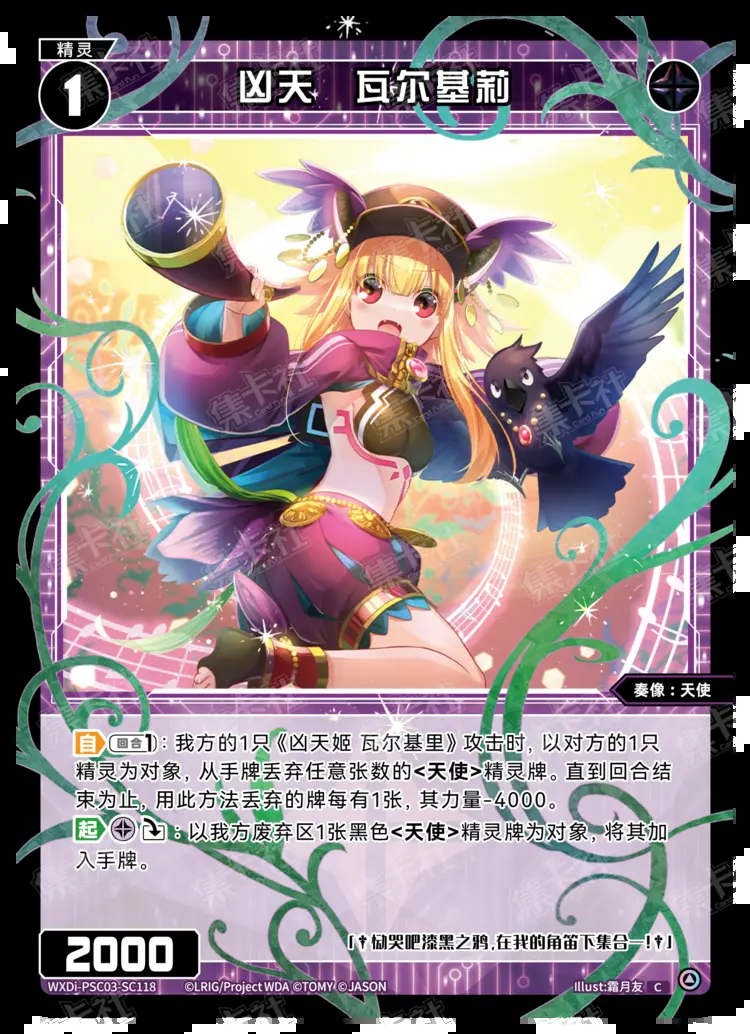 精灵
1
凶天 瓦尔基莉
奏像:天使
自 回合1:我方的1只《凶天姬 瓦尔基里》攻击时, 以对方的1只
精灵为对象, 从手牌丢弃任意张数的<天使>精灵牌。直到回合结
束为止, 用此方法丢弃的牌每有1张, 其力量-4000。
起 :以我方废弃区1张黑色<天使>精灵牌为对象, 将其加
入手牌。
「†恸哭吧漆黑之鸦,在我的角笛下集合—!†」
2000
WXDi-PSC03-SC118 ©LRIG/Project WDA ©TOMY ©JASON Illust:霜月友 C
集卡社